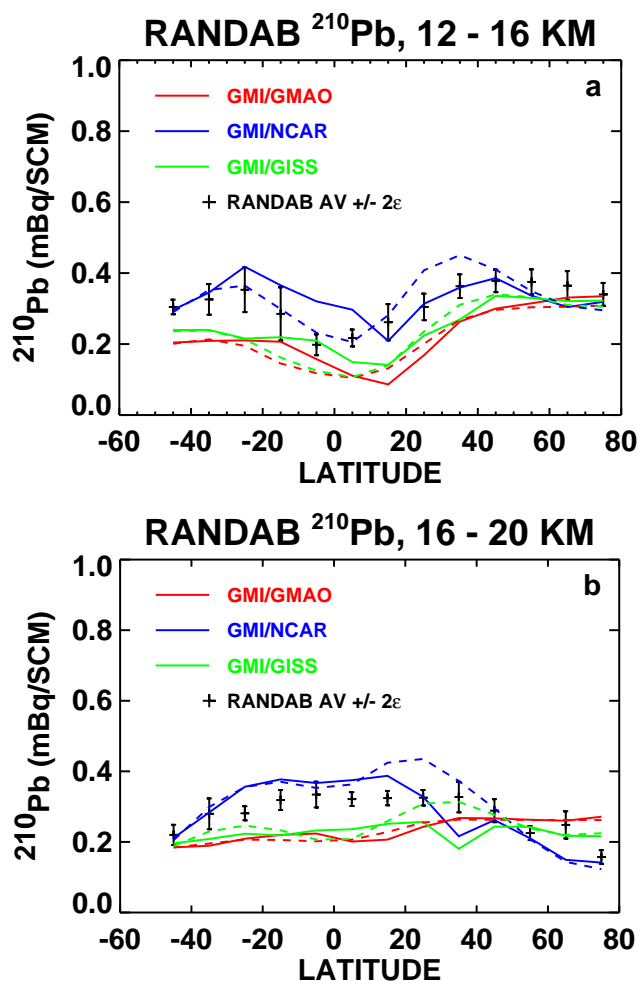 RANDAB ²¹⁰Pb, 12 - 16 KM
1.0
a
GMI/GMAO
0.8
GMI/NCAR
GMI/GISS
0.6
RANDAB AV +/- 2ε
0.4
0.2
0.0
²¹⁰Pb (mBq/SCM)
-60 -40 -20 0 20 40 60 80
LATITUDE
RANDAB ²¹⁰Pb, 16 - 20 KM
1.0
b
GMI/GMAO
0.8
GMI/NCAR
GMI/GISS
0.6
RANDAB AV +/- 2ε
0.4
0.2
0.0
²¹⁰Pb (mBq/SCM)
-60 -40 -20 0 20 40 60 80
LATITUDE